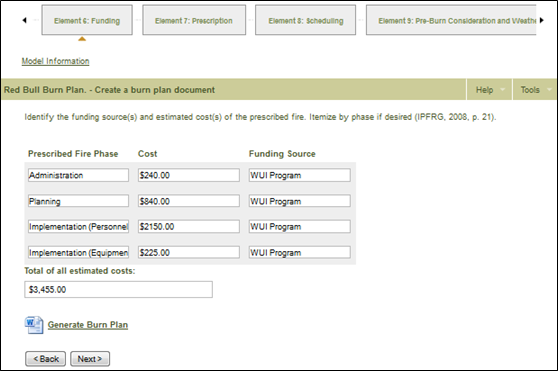 Element 6: Funding Element 7: Prescription Element 8: Scheduling Element 9: Pre-Burn Consideration and Weathe
Model Information
Red Bull Burn Plan. - Create a burn plan document Help Tools
Identify the funding source(s) and estimated cost(s) of the prescribed fire. Itemize by phase if desired (IPFRG, 2008, p. 21).
Prescribed Fire Phase Cost Funding Source
Administration $240.00 WUI Program
Planning $840.00 WUI Program
Implementation (Personnel $2150.00 WUI Program
Implementation (Equipmen $225.00 WUI Program
Total of all estimated costs:
$3,455.00
Generate Burn Plan
< Back Next >